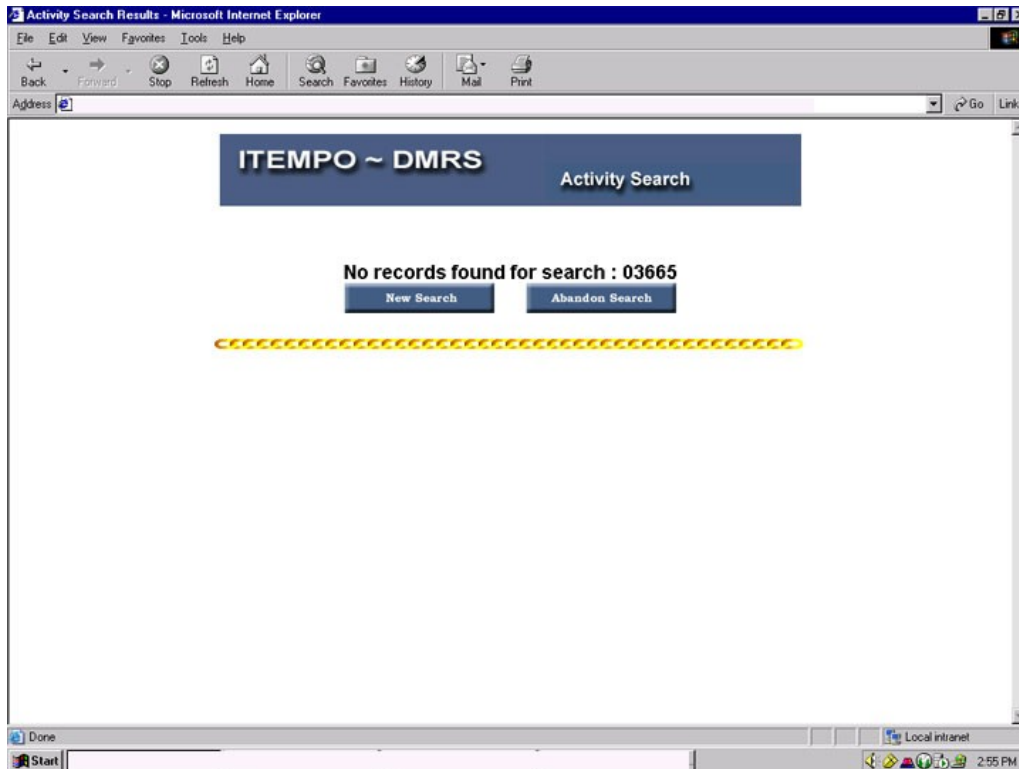 Activity Search Results - Microsoft Internet Explorer
File Edit View Favorites Tools Help
Back Forward Stop Refresh Home Search Favorites History Mail Print
Address Go Link
ITEMPO ~ DMRS
Activity Search
No records found for search : 03665
New Search Abandon Search
Done Local intranet
Start 2:55 PM